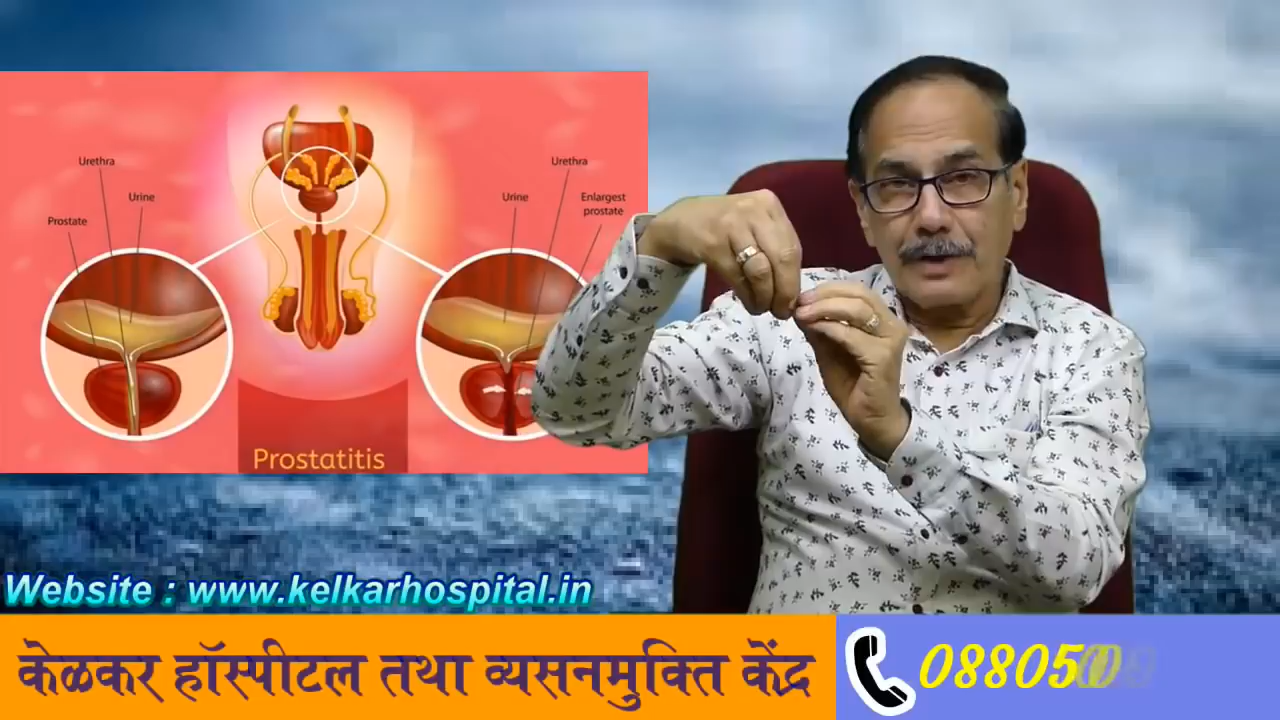 Urethra
Urine
Prostate
Urethra
Urine
Enlargest
prostate
Prostatitis
Website : www.kelkarhospital.in
केळकर हॉस्पीटल तथा व्यसनमुक्ति केंद्र
08805